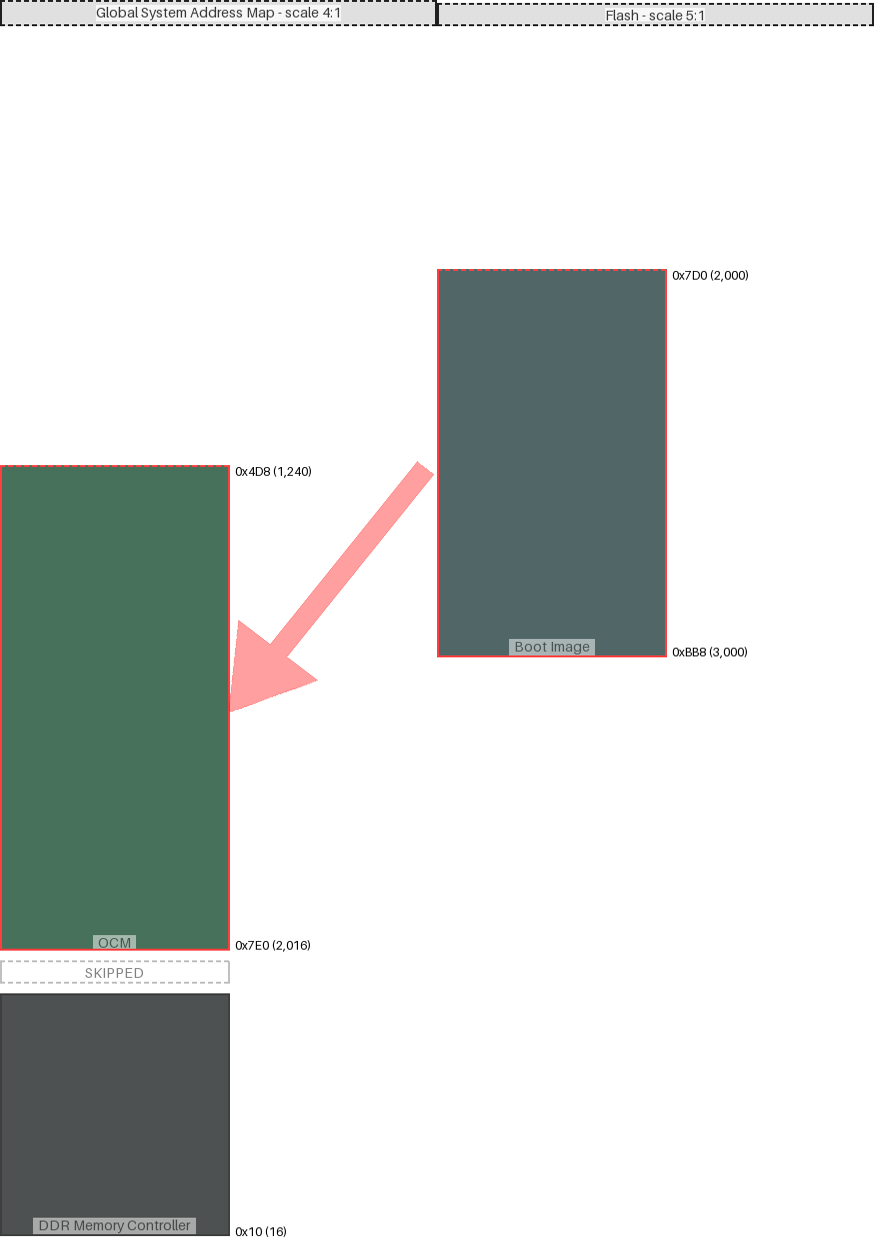 Global System Address Map - scale 4:1
Flash - scale 5:1
0x7D0 (2,000)
0x4D8 (1,240)
Boot Image
0xBB8 (3,000)
OCM
0x7E0 (2,016)
SKIPPED
DDR Memory Controller
0x10 (16)